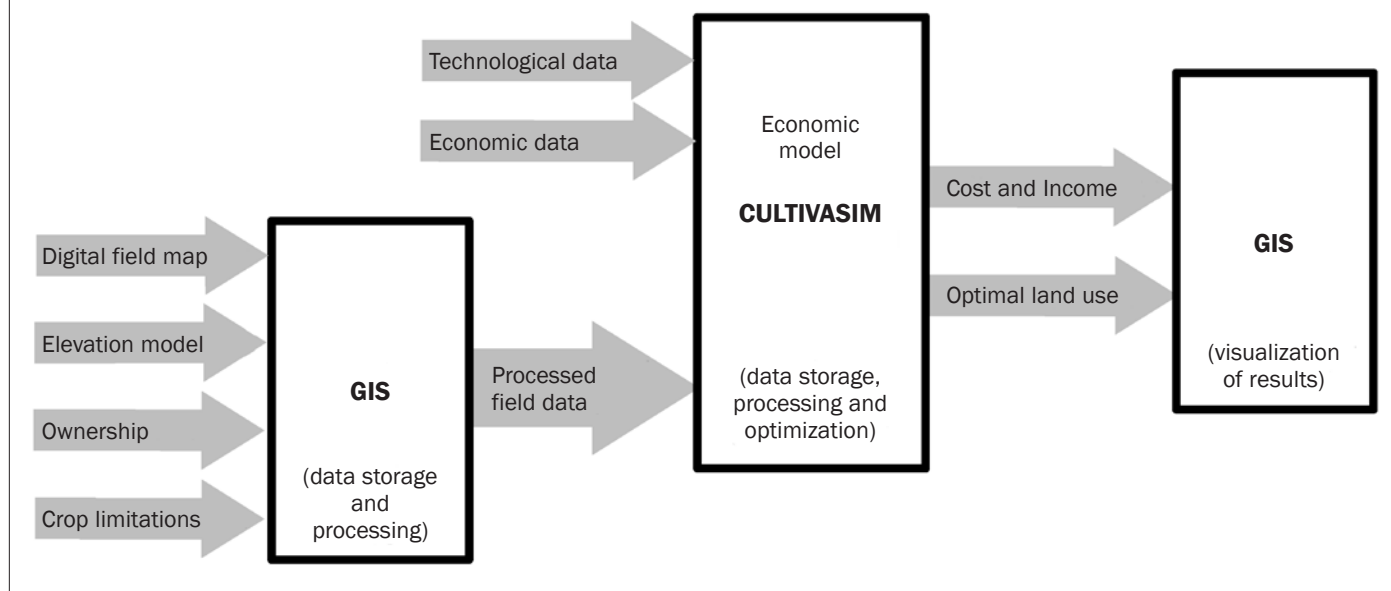 Digital field map
Elevation model
Ownership
Crop limitations
GIS
(data storage
and
processing)
Processed
field data
Technological data
Economic data
Economic
model
CULTIVASIM
(data storage,
processing and
optimization)
Cost and Income
Optimal land use
GIS
(visualization
of results)